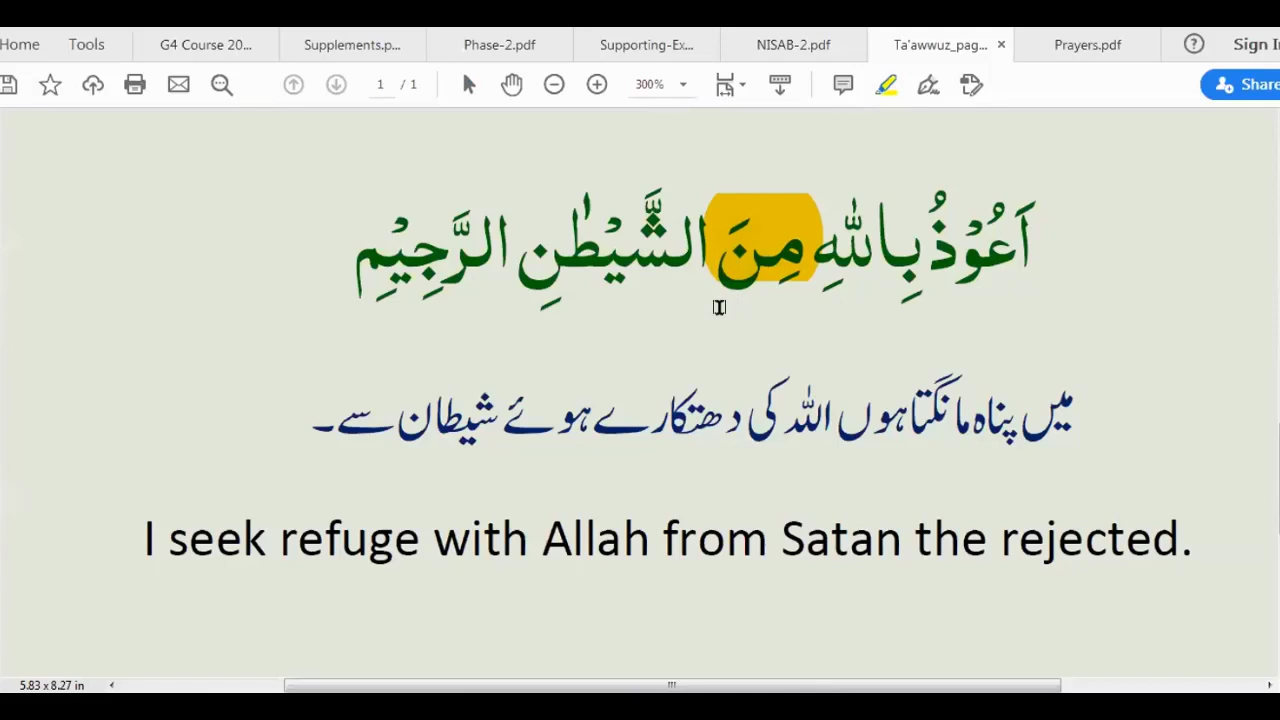 Home Tools G4 Course 20... Supplements.p... Phase-2.pdf Supporting-Ex... NISAB-2.pdf Ta'awwuz_pag... × Prayers.pdf ? Sign I
1 / 1 300% Share
اَعُوْذُ بِاللّٰهِ مِنَ الشَّيْطٰنِ الرَّجِيْمِ
میں پناہ مانگتا ہوں اللہ کی دھتکارے ہوئے شیطان سے۔
I seek refuge with Allah from Satan the rejected.
5.83 x 8.27 in